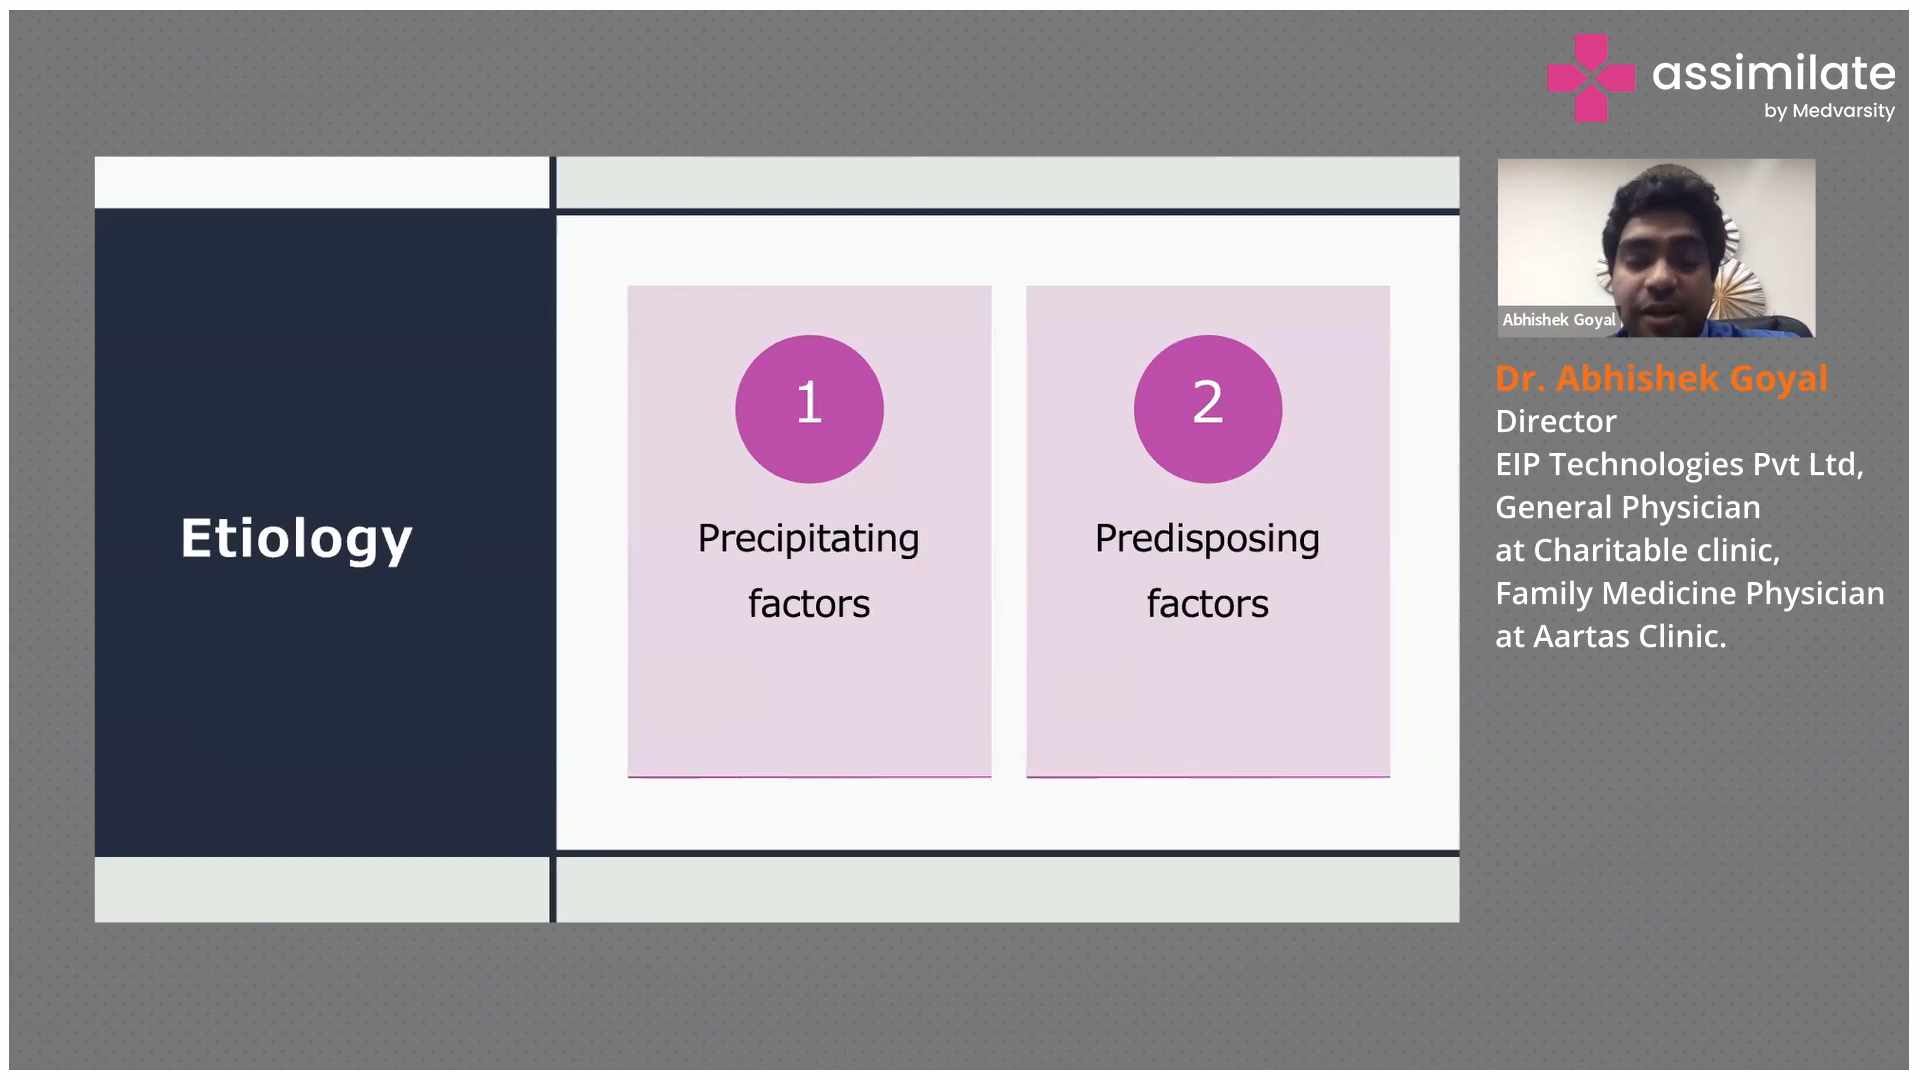 assimilate
by Medvarsity
Etiology
1
Precipitating
factors
2
Predisposing
factors
Abhishek Goyal
Dr. Abhishek Goyal
Director
EIP Technologies Pvt Ltd,
General Physician
at Charitable clinic,
Family Medicine Physician
at Aartas Clinic.